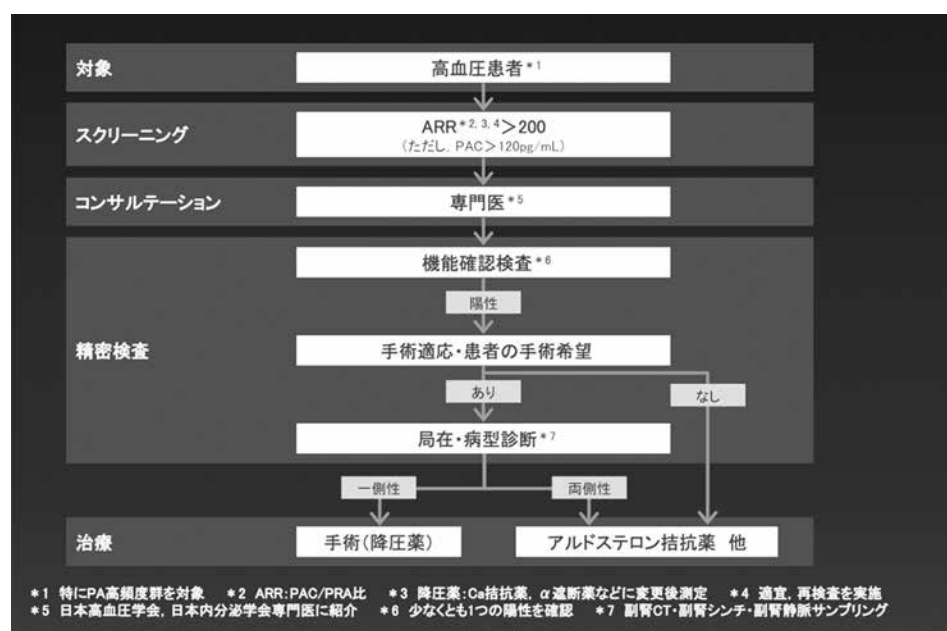 対象
高血圧患者*1
スクリーニング
ARR*2, 3, 4>200
(ただし, PAC>120pg/mL)
コンサルテーション
専門医*5
精密検査
機能確認検査*6
陽性
手術適応・患者の手術希望
あり
なし
局在・病型診断*7
一側性
両側性
治療
手術(降圧薬)
アルドステロン拮抗薬 他
*1 特にPA高頻度群を対象 *2 ARR:PAC/PRA比 *3 降圧薬:Ca拮抗薬, α遮断薬などに変更後測定 *4 適宜, 再検査を実施
*5 日本高血圧学会, 日本内分泌学会専門医に紹介 *6 少なくとも1つの陽性を確認 *7 副腎CT・副腎シンチ・副腎静脈サンプリング